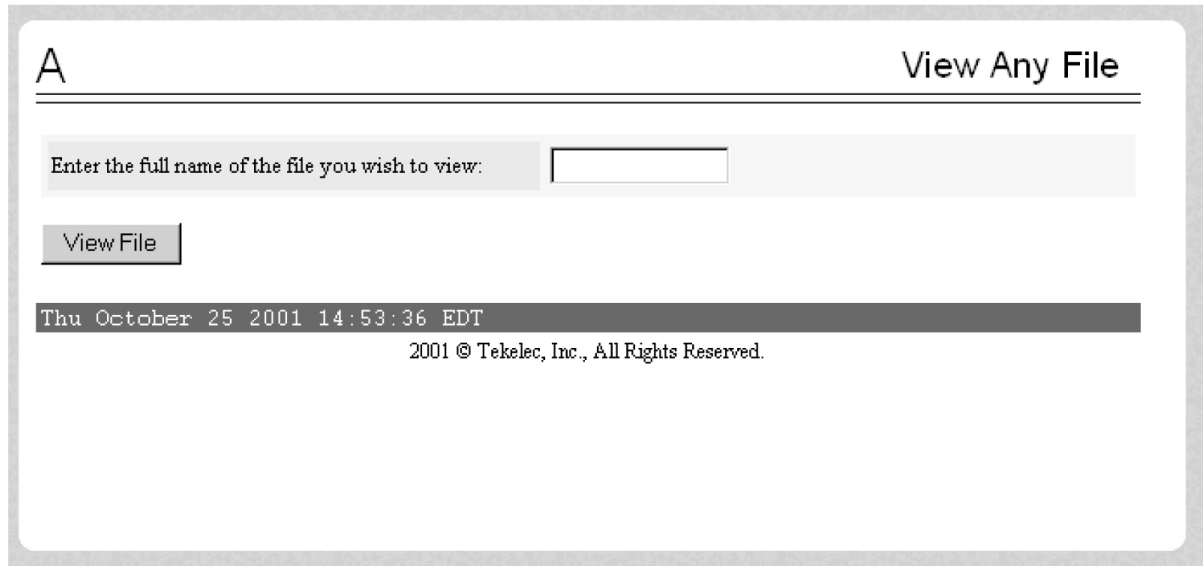 A View Any File
Enter the full name of the file you wish to view:
View File
Thu October 25 2001 14:53:36 EDT
2001 © Tekelec, Inc., All Rights Reserved.